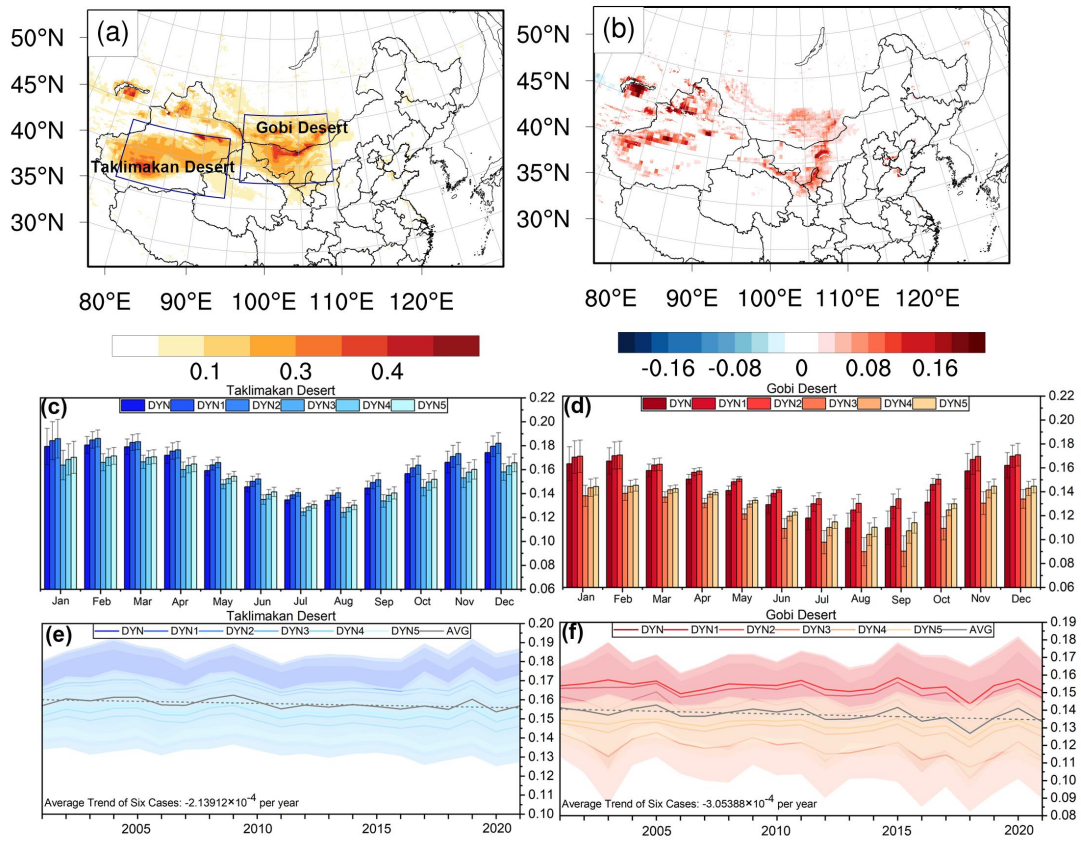 (a)
50°N
45°N
40°N
35°N
30°N
Gobi Desert
Taklimakan Desert
80°E 90°E 100°E 110°E 120°E
0.1 0.3 0.4
(b)
50°N
45°N
40°N
35°N
30°N
80°E 90°E 100°E 110°E 120°E
-0.16 -0.08 0 0.08 0.16
Taklimakan Desert
(c)
DYN DYN1 DYN2 DYN3 DYN4 DYN5
0.22
0.20
0.18
0.16
0.14
0.12
0.10
0.08
0.06
Jan Feb Mar Apr May Jun Jul Aug Sep Oct Nov Dec
Gobi Desert
(d)
DYN DYN1 DYN2 DYN3 DYN4 DYN5
0.22
0.20
0.18
0.16
0.14
0.12
0.10
0.08
0.06
Jan Feb Mar Apr May Jun Jul Aug Sep Oct Nov Dec
Taklimakan Desert
(e)
DYN DYN1 DYN2 DYN3 DYN4 DYN5 AVG
0.20
0.19
0.18
0.17
0.16
0.15
0.14
0.13
0.12
0.11
0.10
Average Trend of Six Cases: -2.13912×10⁻⁴ per year
2005 2010 2015 2020
Gobi Desert
(f)
DYN DYN1 DYN2 DYN3 DYN4 DYN5 AVG
0.19
0.18
0.17
0.16
0.15
0.14
0.13
0.12
0.11
0.10
0.09
0.08
Average Trend of Six Cases: -3.05388×10⁻⁴ per year
2005 2010 2015 2020